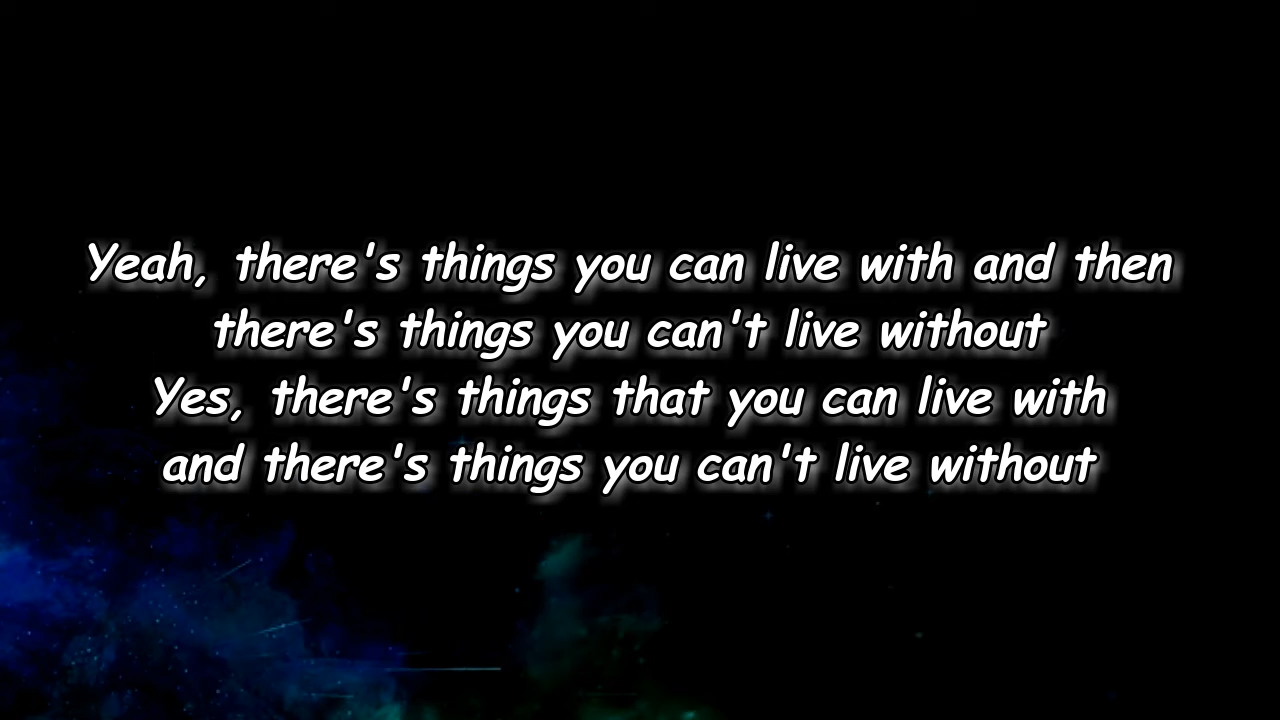 Yeah, there's things you can live with and then
there's things you can't live without
Yes, there's things that you can live with
and there's things you can't live without